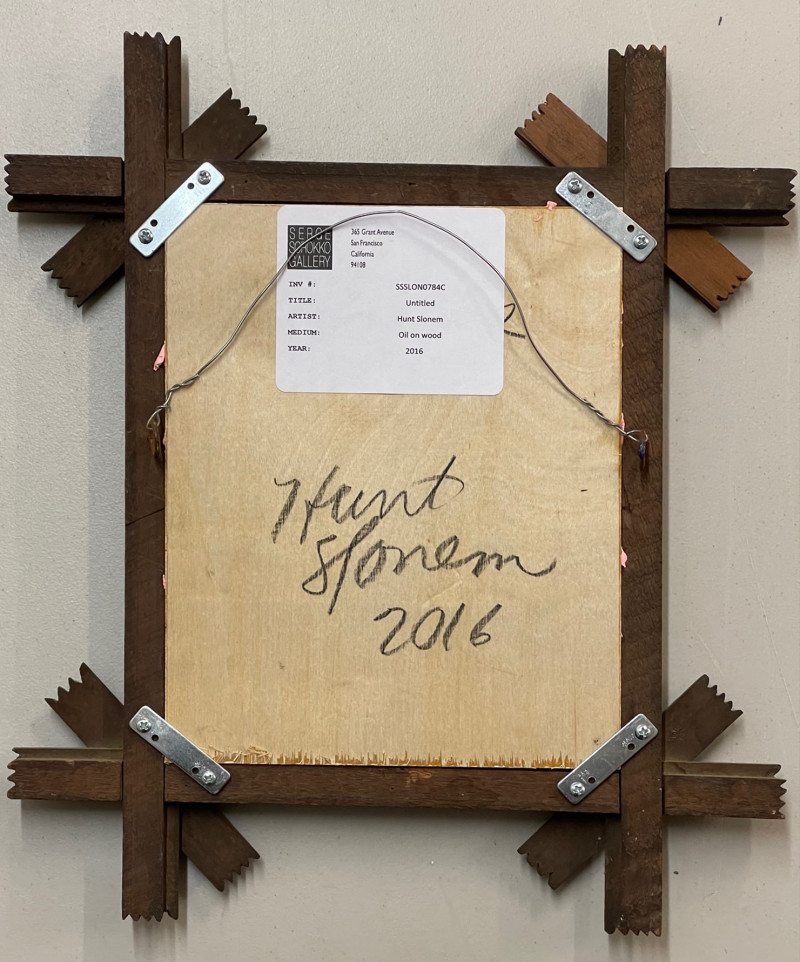 SERGE
SOROKKO
GALLERY
365 Grant Avenue
San Francisco
California
94108
INV #: SSSLON0784C
TITLE: Untitled
ARTIST: Hunt Slonem
MEDIUM: Oil on wood
YEAR: 2016
Hunt
Slonem
2016